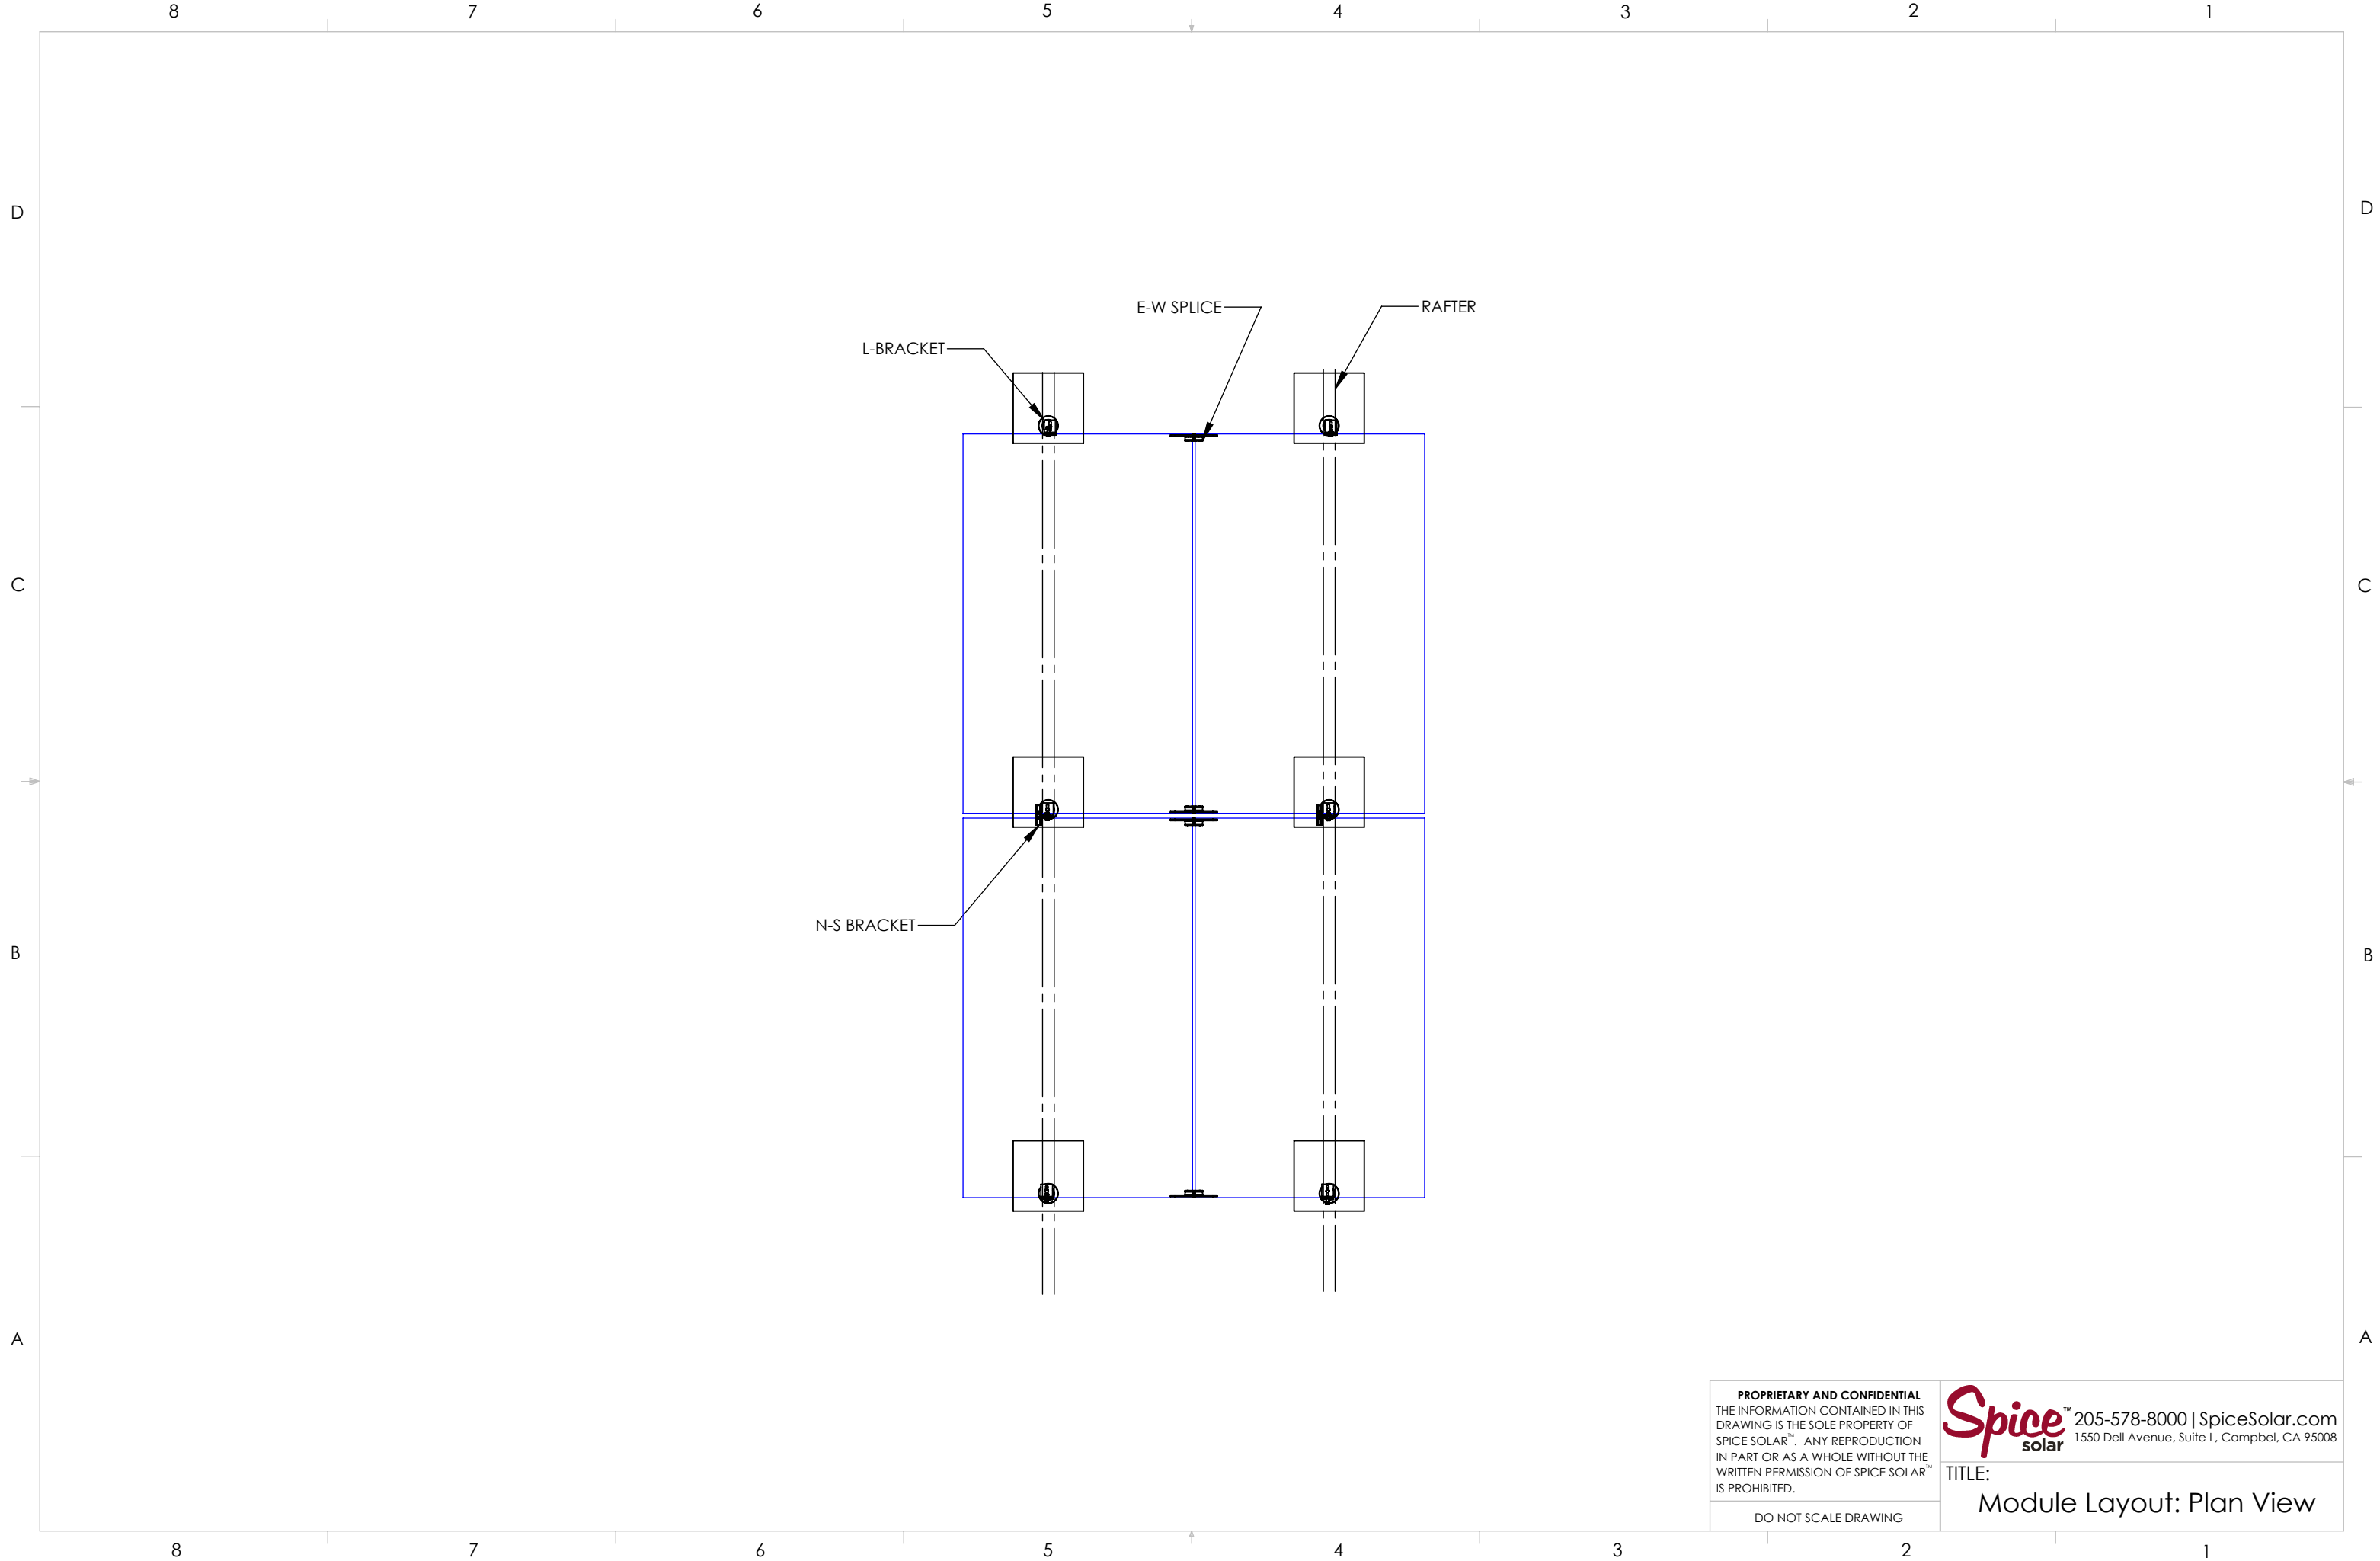 8 7 6 5 4 3 2 1
D D
E-W SPLICE RAFTER
L-BRACKET
C C
N-S BRACKET
B B
A A
PROPRIETARY AND CONFIDENTIAL
THE INFORMATION CONTAINED IN THIS
DRAWING IS THE SOLE PROPERTY OF
SPICE SOLAR™. ANY REPRODUCTION
IN PART OR AS A WHOLE WITHOUT THE
WRITTEN PERMISSION OF SPICE SOLAR™
IS PROHIBITED.
DO NOT SCALE DRAWING
Spice™
solar
205-578-8000|SpiceSolar.com
1550 Dell Avenue, Suite L, Campbel, CA 95008
TITLE:
Module Layout: Plan View
8 7 6 5 4 3 2 1